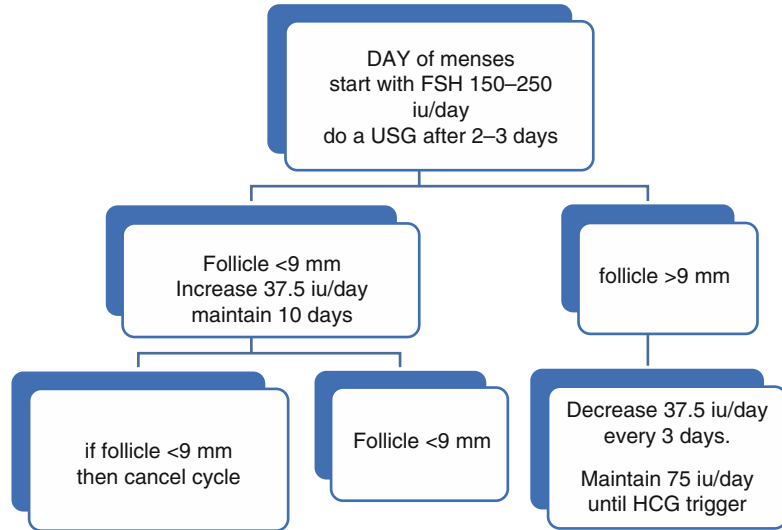 DAY of menses
start with FSH 150–250
iu/day
do a USG after 2–3 days
Follicle <9 mm
Increase 37.5 iu/day
maintain 10 days
follicle >9 mm
if follicle <9 mm
then cancel cycle
Follicle <9 mm
Decrease 37.5 iu/day
every 3 days.
Maintain 75 iu/day
until HCG trigger